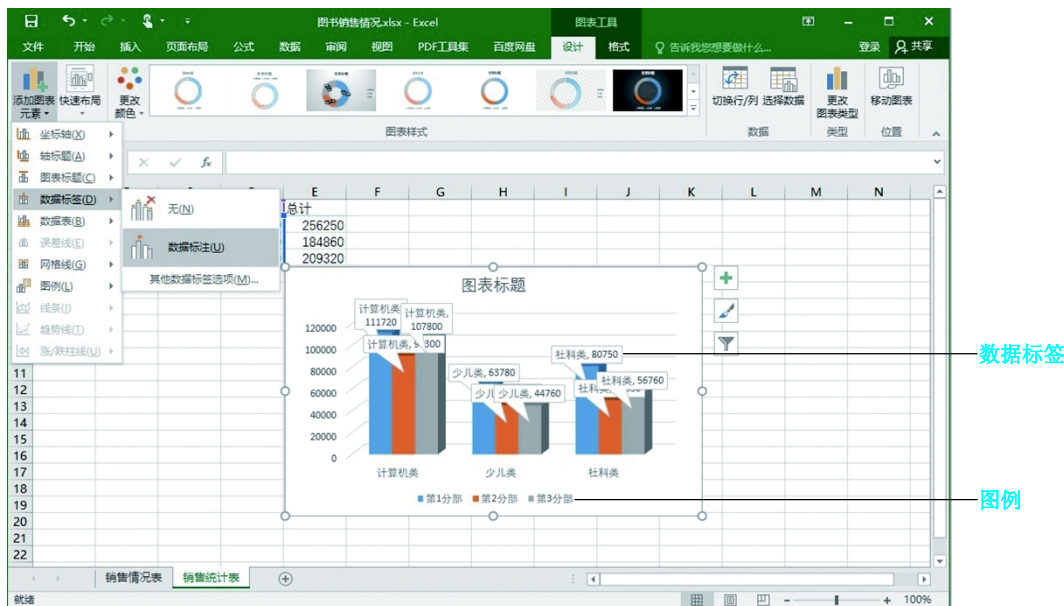 图书销售情况.xlsx - Excel 图表工具
文件 开始 插入 页面布局 公式 数据 审阅 视图 PDF工具集 百度网盘 设计 格式 告诉我您想要做什么... 登录 共享
添加图表元素 快速布局 更改颜色 切换行/列 选择数据 更改图表类型 移动图表
图表样式 数据 类型 位置
坐标轴(X)
轴标题(A)
fx
图表标题(C)
数据标签(D)
数据表(B)
误差线(E)
网格线(G)
图例(L)
线条(I)
趋势线(T)
涨/跌柱线(U)
无(N)
数据标注(U)
其他数据标签选项(M)...
E F G H I J K L M N
总计
256250
184860
209320
图表标题
计算机类
111720
计算机类,
107800
社科类, 80750
少儿类, 63780
社科类, 56760
少儿类, 44760
120000
100000
80000
60000
40000
20000
0
计算机类 少儿类 社科类
第1分部 第2分部 第3分部
数据标签
图例
11
12
13
14
15
16
17
18
19
20
21
22
销售情况表 销售统计表
就绪 100%